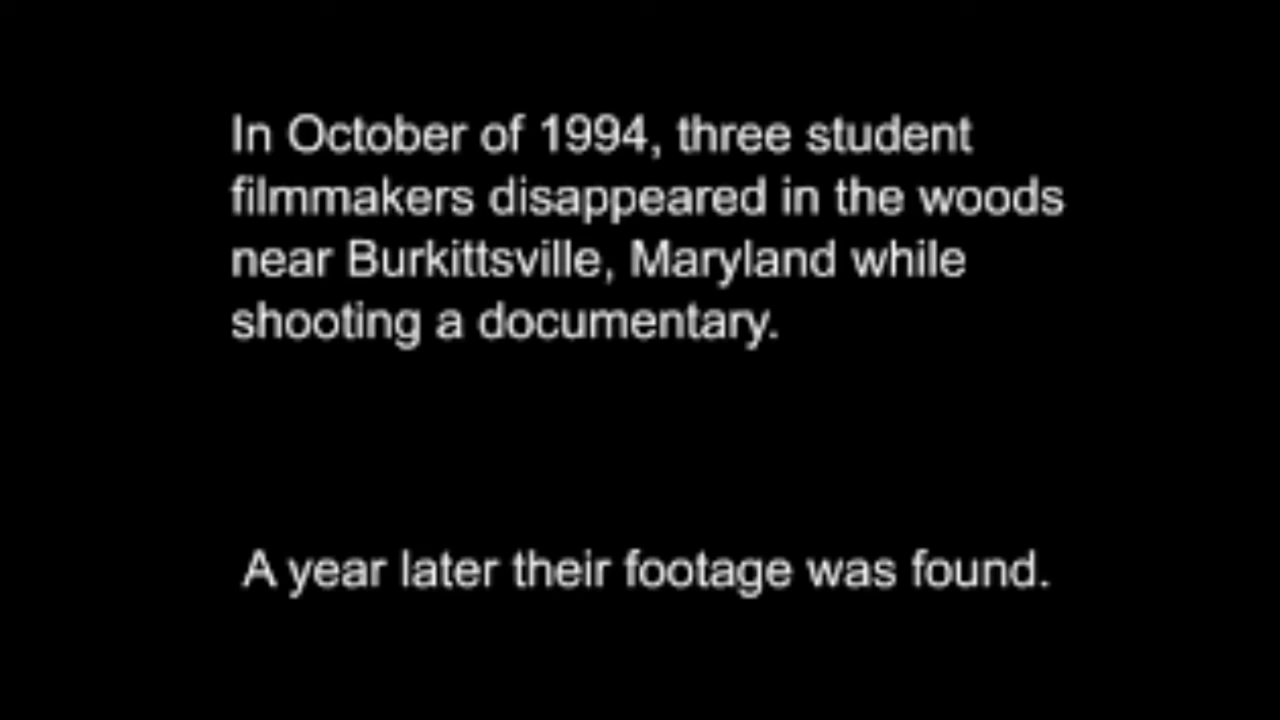 In October of 1994, three student
filmmakers disappeared in the woods
near Burkittsville, Maryland while
shooting a documentary.
A year later their footage was found.